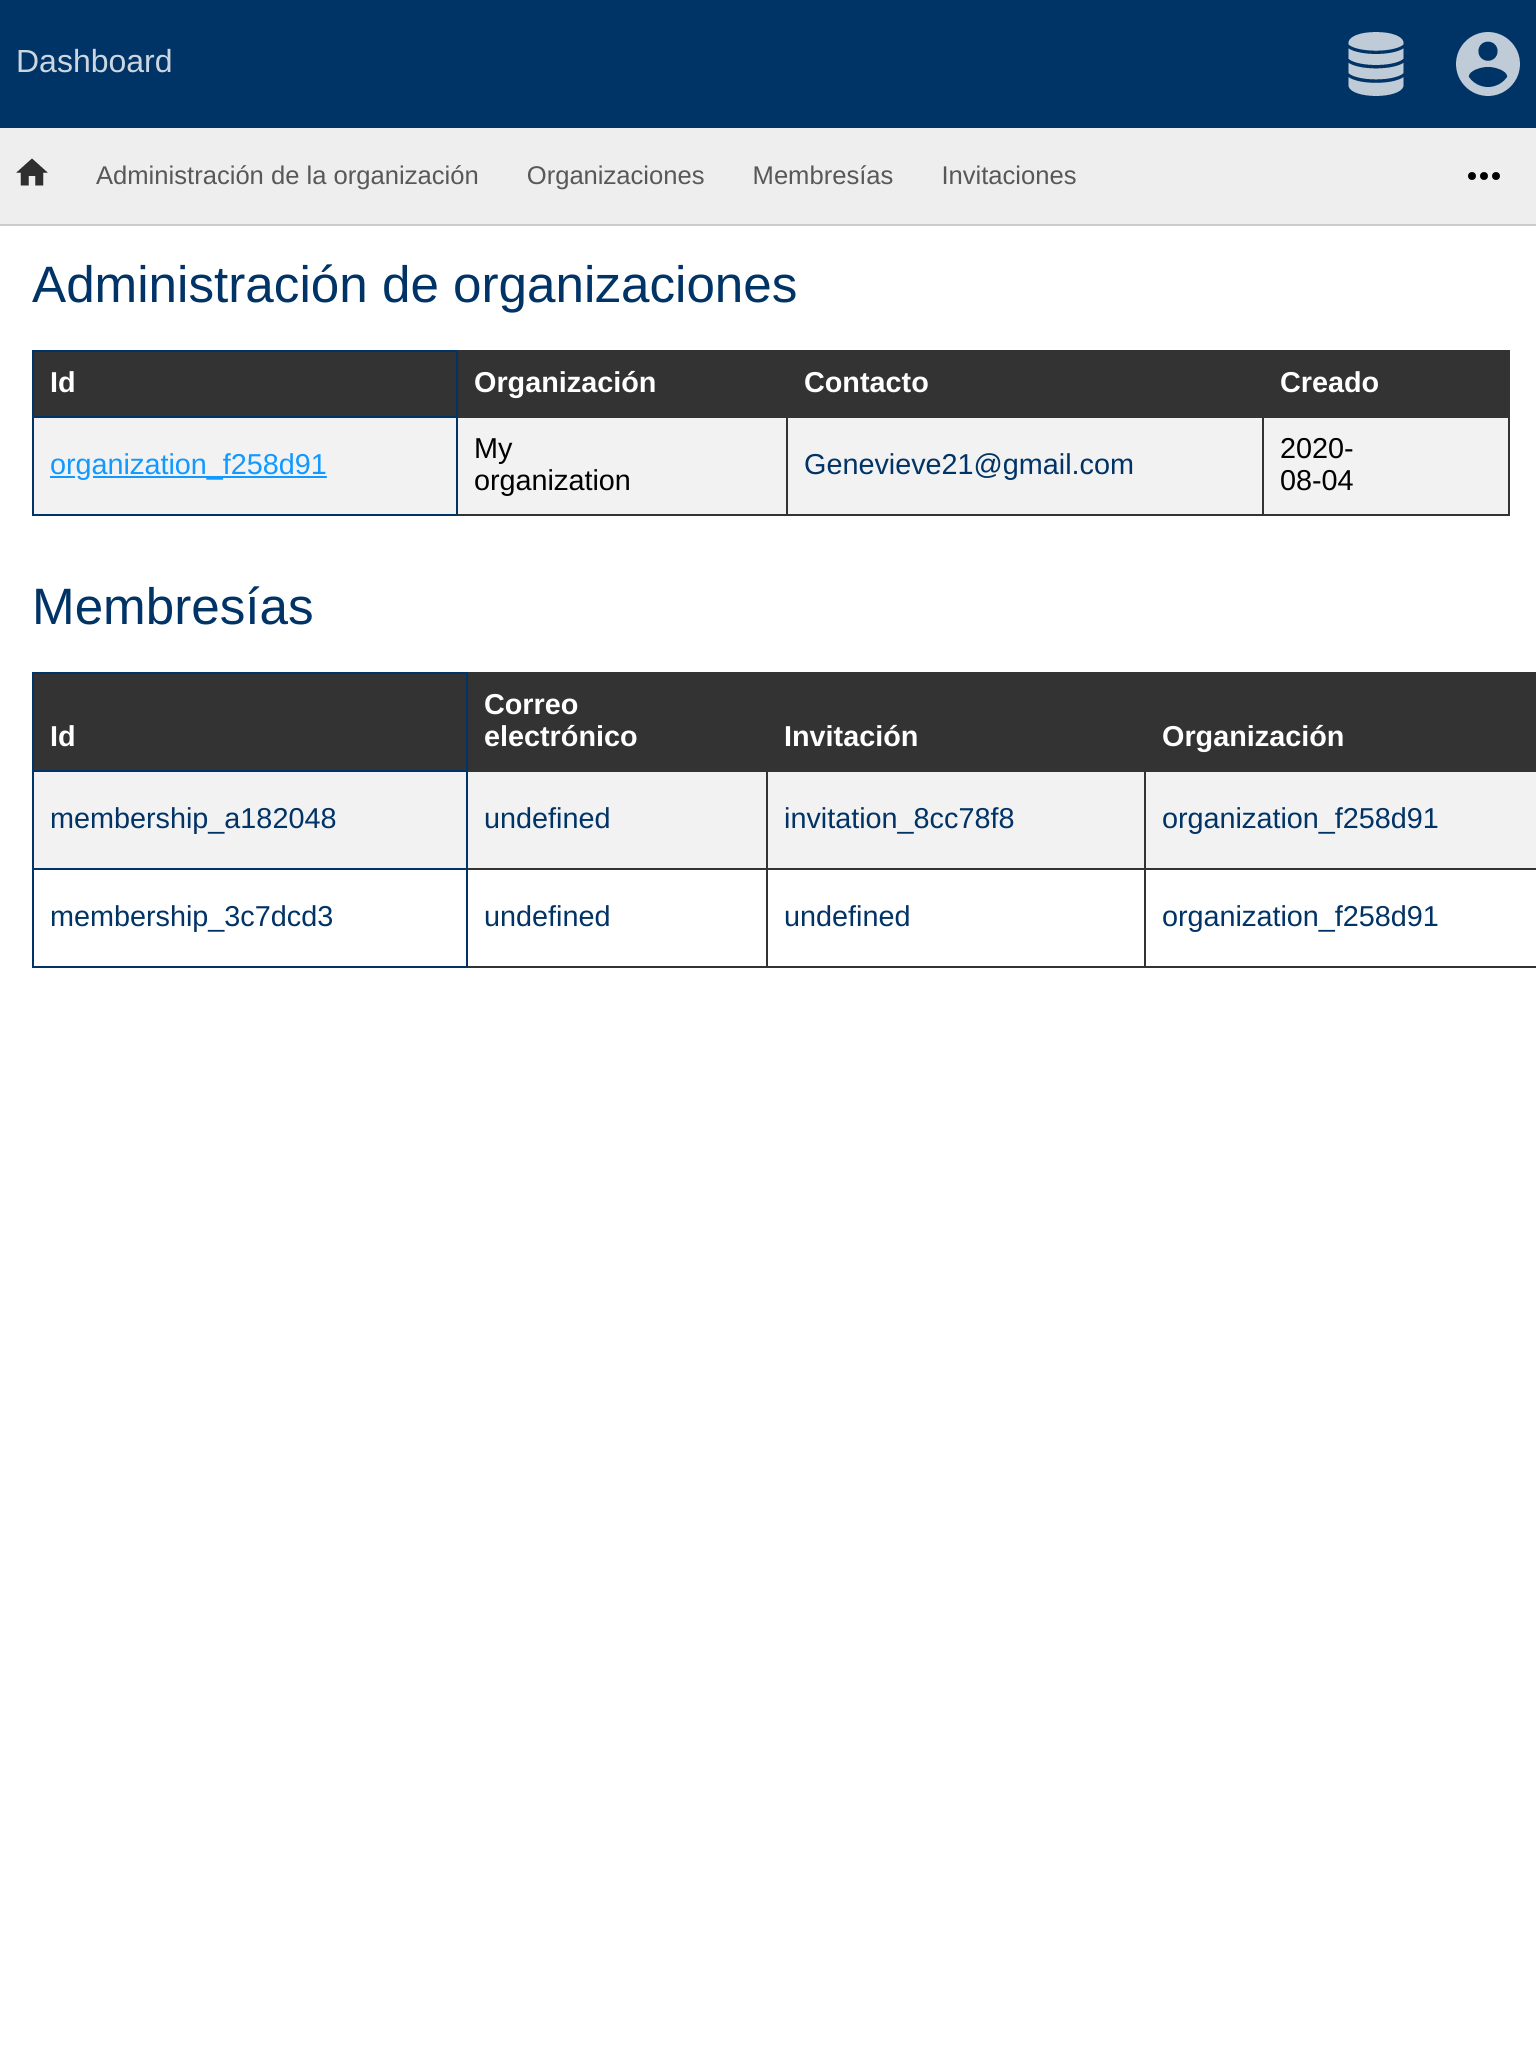 Dashboard
Administración de la organización Organizaciones Membresías Invitaciones
Administración de organizaciones
Id Organización Contacto Creado
organization_f258d91 My organization Genevieve21@gmail.com 2020-08-04
Membresías
Id Correo electrónico Invitación Organización
membership_a182048 undefined invitation_8cc78f8 organization_f258d91
membership_3c7dcd3 undefined undefined organization_f258d91